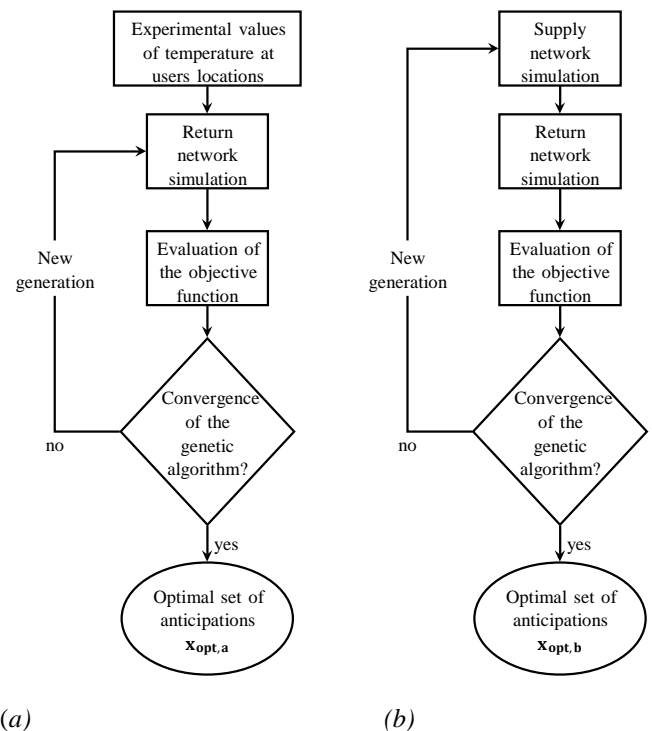 Experimental values
of temperature at
users locations
Return
network
simulation
Evaluation of
the objective
function
New
generation
Convergence
of the
genetic
algorithm?
no
yes
Optimal set of
anticipations
x_opt,a
(a)
Supply
network
simulation
Return
network
simulation
Evaluation of
the objective
function
New
generation
Convergence
of the
genetic
algorithm?
no
yes
Optimal set of
anticipations
x_opt,b
(b)